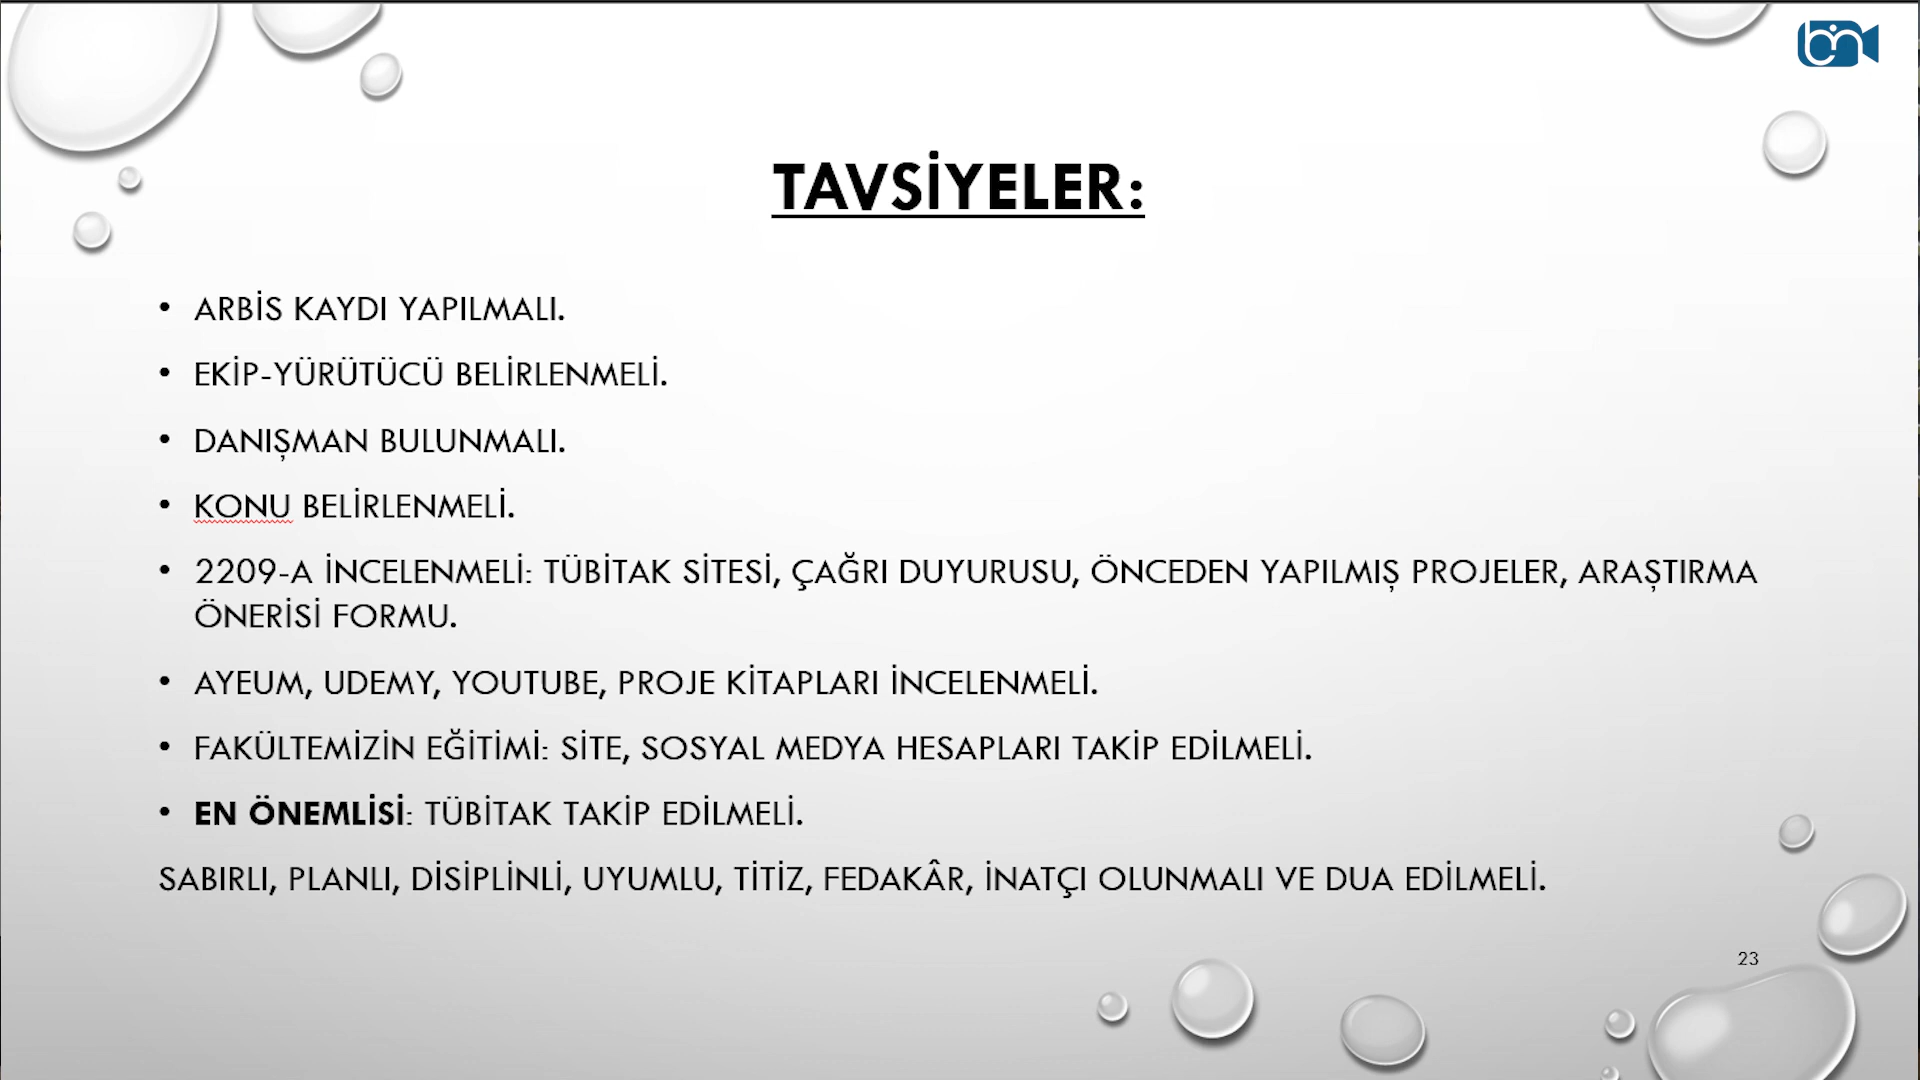 TAVSİYELER:
• ARBİS KAYDI YAPILMALI.
• EKİP-YÜRÜTÜCÜ BELİRLENMELİ.
• DANIŞMAN BULUNMALI.
• KONU BELİRLENMELİ.
• 2209-A İNCELENMELİ: TÜBİTAK SİTESİ, ÇAĞRI DUYURUSU, ÖNCEDEN YAPILMIŞ PROJELER, ARAŞTIRMA
ÖNERİSİ FORMU.
• AYEUM, UDEMY, YOUTUBE, PROJE KİTAPLARI İNCELENMELİ.
• FAKÜLTEMİZİN EĞİTİMİ: SİTE, SOSYAL MEDYA HESAPLARI TAKİP EDİLMELİ.
• EN ÖNEMLİSİ: TÜBİTAK TAKİP EDİLMELİ.
SABIRLI, PLANLI, DİSİPLİNLİ, UYUMLU, TİTİZ, FEDAKÂR, İNATÇI OLUNMALI VE DUA EDİLMELİ.
23